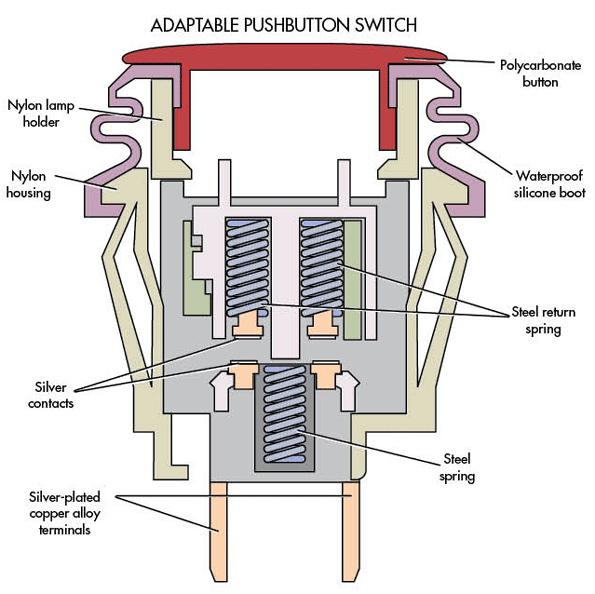 ADAPTABLE PUSHBUTTON SWITCH
Polycarbonate
button
Nylon lamp
holder
Nylon
housing
Waterproof
silicone boot
Steel return
spring
Silver
contacts
Steel
spring
Silver-plated
copper alloy
terminals